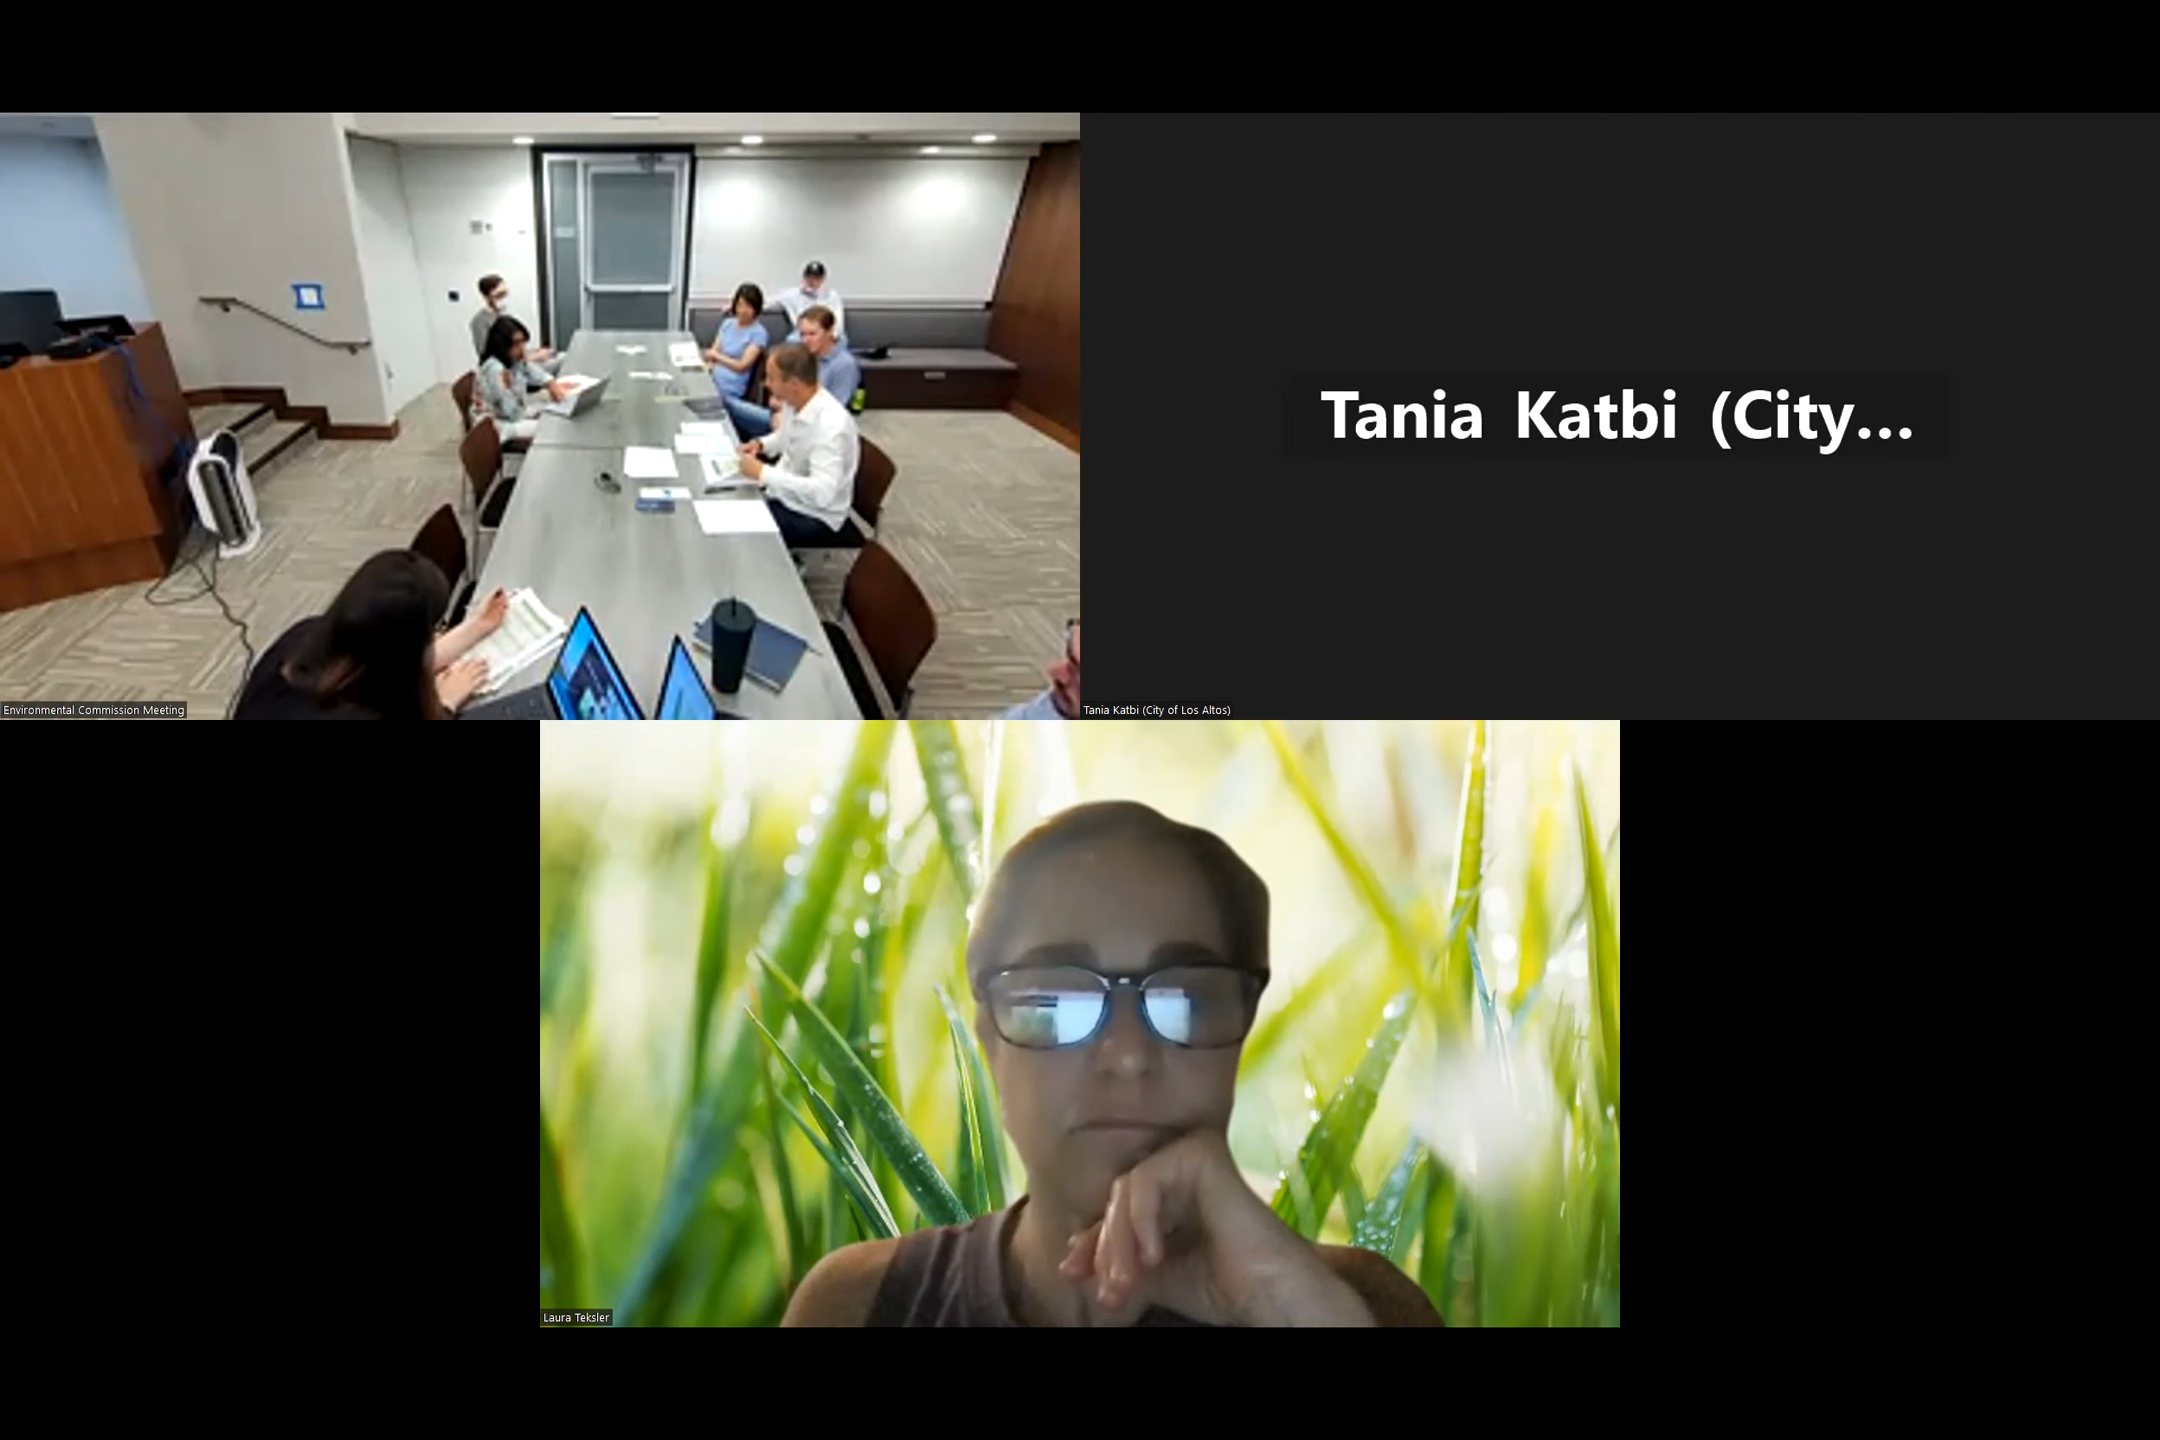 Tania Katbi (City...
Environmental Commission Meeting
Tania Katbi (City of Los Altos)
Laura Teksler